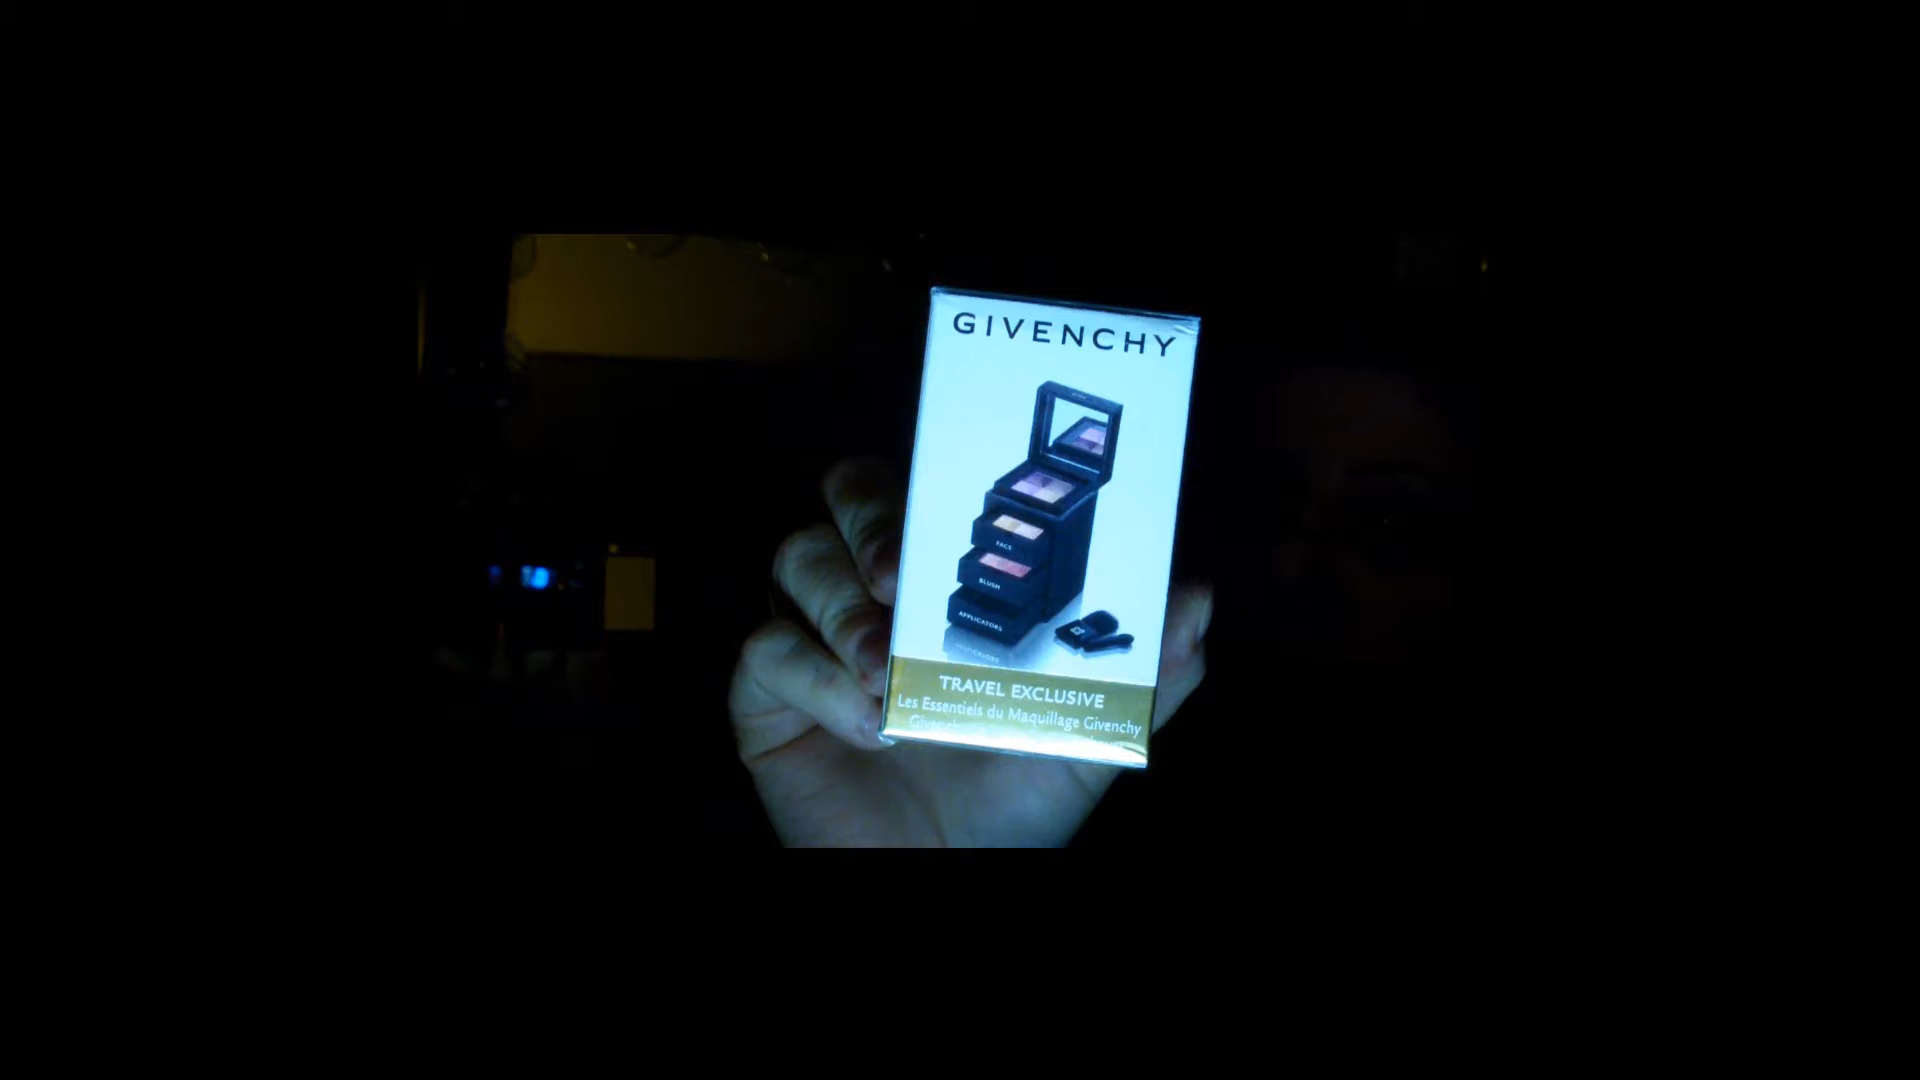 GIVENCHY
FACE
BLUSH
APPLICATORS
TRAVEL EXCLUSIVE
Les Essentiels du Maquillage Givenchy